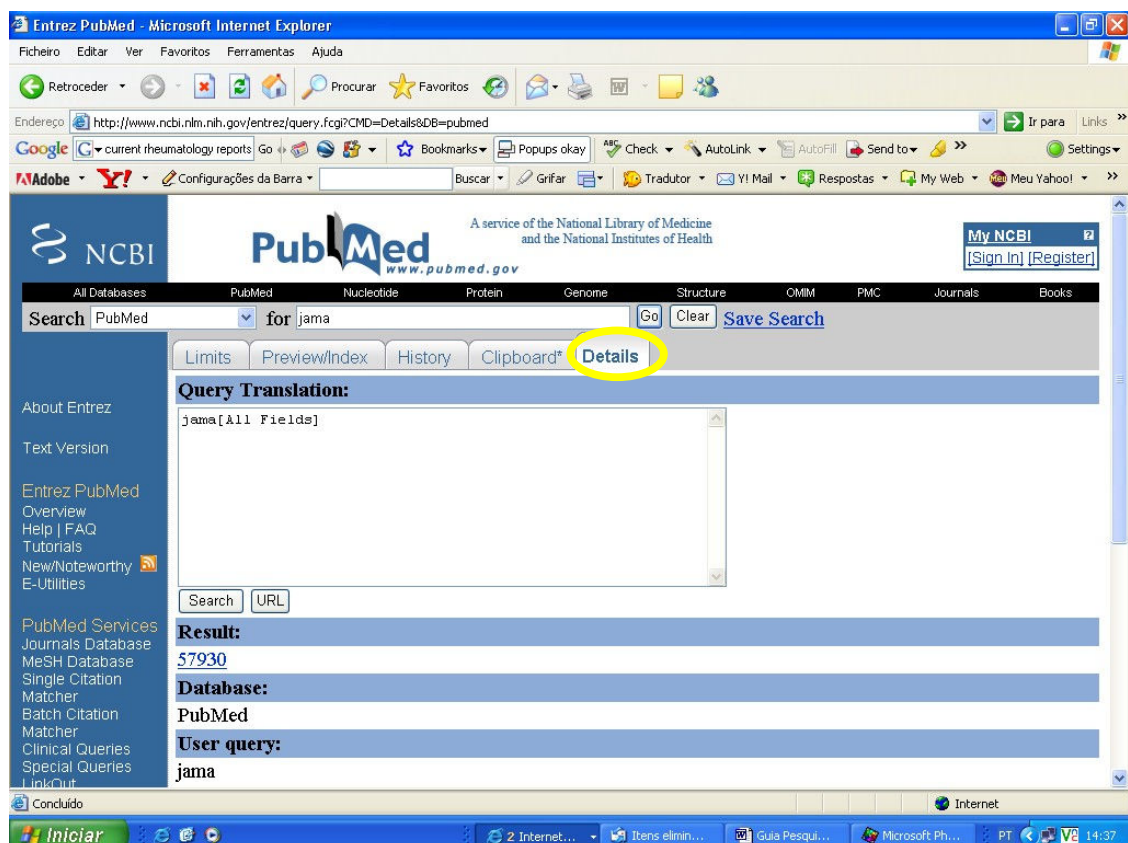 Entrez PubMed - Microsoft Internet Explorer
Ficheiro Editar Ver Favoritos Ferramentas Ajuda
Retroceder Procurar Favoritos
Endereço http://www.ncbi.nlm.nih.gov/entrez/query.fcgi?CMD=Details&DB=pubmed Ir para Links »
Google G current rheumatology reports Go Bookmarks Popups okay ABC Check AutoLink AutoFill Send to » Settings
Adobe Y! Configurações da Barra Buscar Grifar Tradutor Y! Mail Respostas My Web Meu Yahoo! »
NCBI
PubMed
www.pubmed.gov
A service of the National Library of Medicine
and the National Institutes of Health
My NCBI ?
[Sign In] [Register]
All Databases PubMed Nucleotide Protein Genome Structure OMIM PMC Journals Books
Search PubMed for jama Go Clear Save Search
Limits Preview/Index History Clipboard* Details
About Entrez
Text Version
Entrez PubMed
Overview
Help | FAQ
Tutorials
New/Noteworthy
E-Utilities
PubMed Services
Journals Database
MeSH Database
Single Citation
Matcher
Batch Citation
Matcher
Clinical Queries
Special Queries
LinkOut
Query Translation:
jama[All Fields]
Search URL
Result:
57930
Database:
PubMed
User query:
jama
Concluído Internet
Iniciar 2 Internet... Itens elimin... Guia Pesqui... Microsoft Ph... PT 14:37